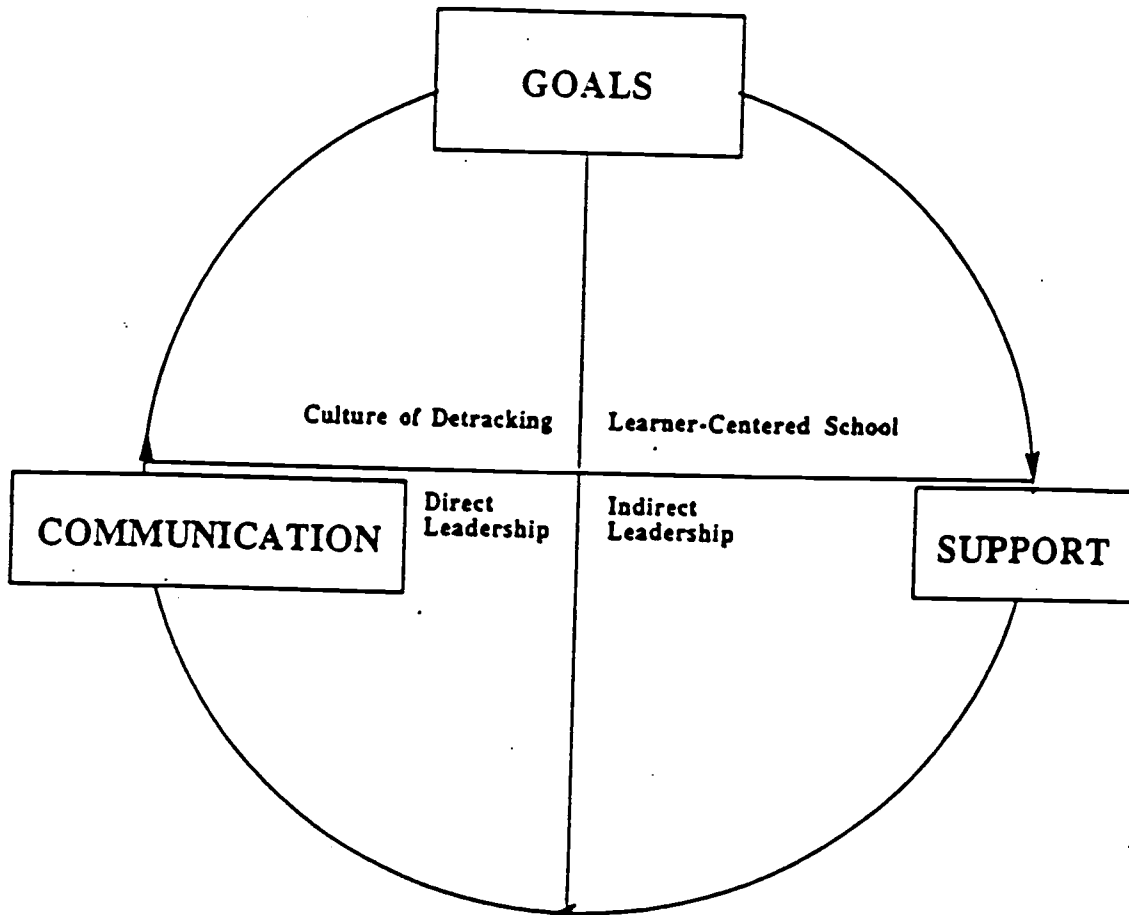 GOALS
Culture of Detracking
Learner-Centered School
COMMUNICATION
Direct
Leadership
Indirect
Leadership
SUPPORT